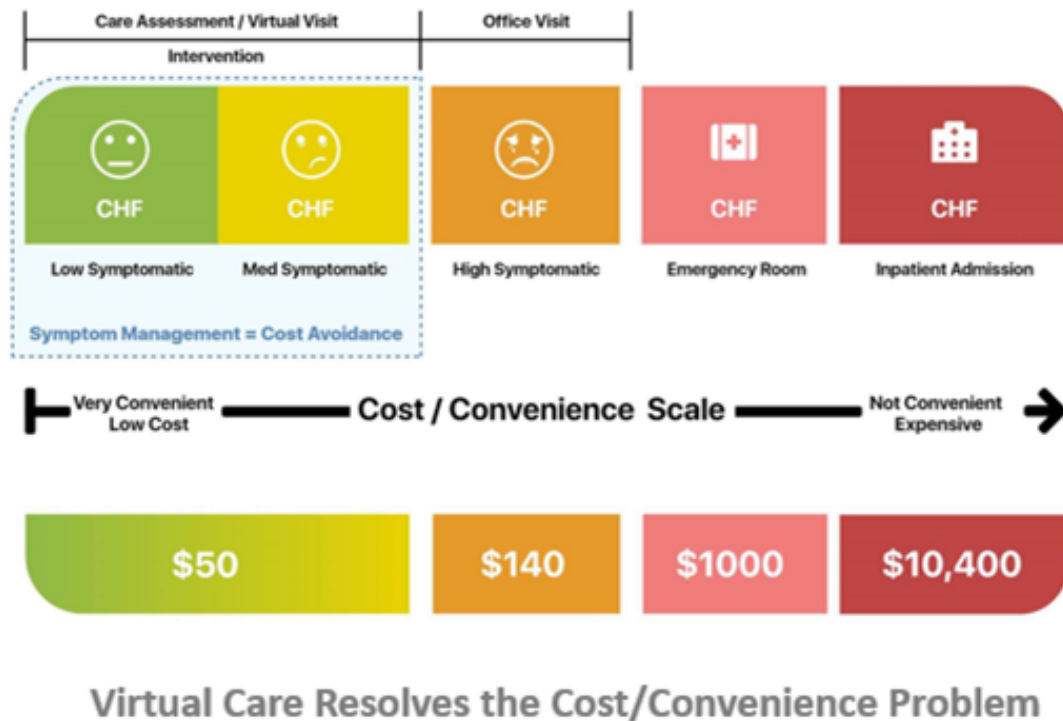 Care Assessment / Virtual Visit
Office Visit
Intervention
CHF
CHF
CHF
CHF
CHF
Low Symptomatic
Med Symptomatic
High Symptomatic
Emergency Room
Inpatient Admission
Symptom Management = Cost Avoidance
Very Convenient
Low Cost
Cost / Convenience Scale
Not Convenient
Expensive
$50
$140
$1000
$10,400
Virtual Care Resolves the Cost/Convenience Problem